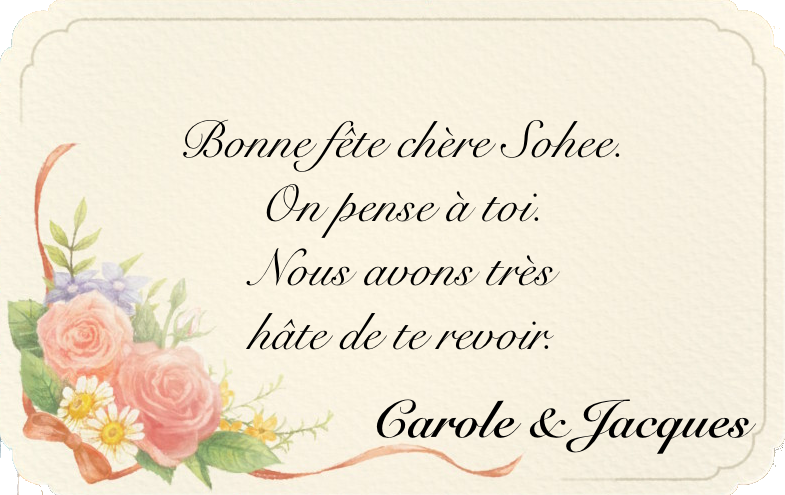 Bonne fête chère Sohee.
On pense à toi.
Nous avons très
hâte de te revoir.
Carole & Jacques